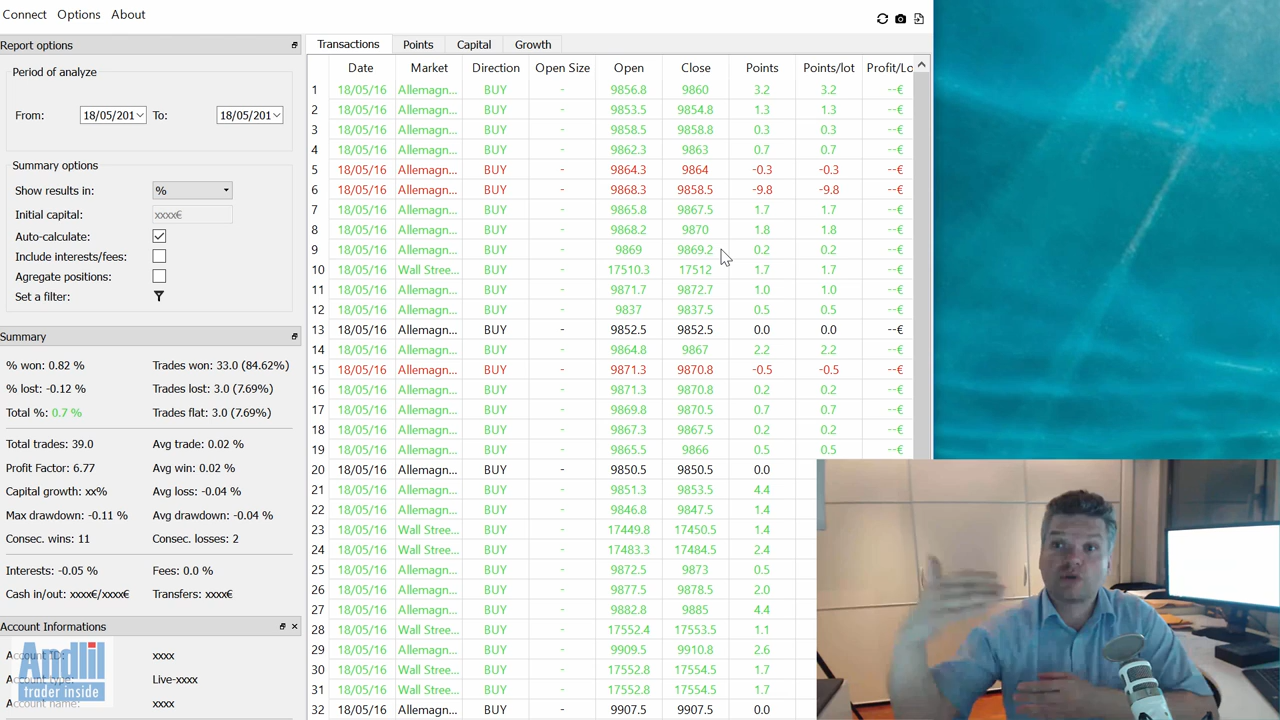 Connect Options About
Report options
Period of analyze
From: 18/05/201 To: 18/05/201
Summary options
Show results in: %
Initial capital: xxxx€
Auto-calculate:
Include interests/fees:
Agregate positions:
Set a filter:
Summary
% won: 0.82 % Trades won: 33.0 (84.62%)
% lost: -0.12 % Trades lost: 3.0 (7.69%)
Total %: 0.7 % Trades flat: 3.0 (7.69%)
Total trades: 39.0 Avg trade: 0.02 %
Profit Factor: 6.77 Avg win: 0.02 %
Capital growth: xx% Avg loss: -0.04 %
Max drawdown: -0.11 % Avg drawdown: -0.04 %
Consec. wins: 11 Consec. losses: 2
Interests: -0.05 % Fees: 0.0 %
Cash in/out: xxxx€/xxxx€ Transfers: xxxx€
Account Informations
Account ID: xxxx
Account type: Live-xxxx
Account name: xxxx
Andlil
trader inside
Transactions Points Capital Growth
Date Market Direction Open Size Open Close Points Points/lot Profit/Lo
1 18/05/16 Allemagn... BUY - 9856.8 9860 3.2 3.2 --€
2 18/05/16 Allemagn... BUY - 9853.5 9854.8 1.3 1.3 --€
3 18/05/16 Allemagn... BUY - 9858.5 9858.8 0.3 0.3 --€
4 18/05/16 Allemagn... BUY - 9862.3 9863 0.7 0.7 --€
5 18/05/16 Allemagn... BUY - 9864.3 9864 -0.3 -0.3 --€
6 18/05/16 Allemagn... BUY - 9868.3 9858.5 -9.8 -9.8 --€
7 18/05/16 Allemagn... BUY - 9865.8 9867.5 1.7 1.7 --€
8 18/05/16 Allemagn... BUY - 9868.2 9870 1.8 1.8 --€
9 18/05/16 Allemagn... BUY - 9869 9869.2 0.2 0.2 --€
10 18/05/16 Wall Stree... BUY - 17510.3 17512 1.7 1.7 --€
11 18/05/16 Allemagn... BUY - 9871.7 9872.7 1.0 1.0 --€
12 18/05/16 Allemagn... BUY - 9837 9837.5 0.5 0.5 --€
13 18/05/16 Allemagn... BUY - 9852.5 9852.5 0.0 0.0 --€
14 18/05/16 Allemagn... BUY - 9864.8 9867 2.2 2.2 --€
15 18/05/16 Allemagn... BUY - 9871.3 9870.8 -0.5 -0.5 --€
16 18/05/16 Allemagn... BUY - 9871.3 9870.8 0.2 0.2 --€
17 18/05/16 Allemagn... BUY - 9869.8 9870.5 0.7 0.7 --€
18 18/05/16 Allemagn... BUY - 9867.3 9867.5 0.2 0.2 --€
19 18/05/16 Allemagn... BUY - 9865.5 9866 0.5 0.5 --€
20 18/05/16 Allemagn... BUY - 9850.5 9850.5 0.0
21 18/05/16 Allemagn... BUY - 9851.3 9853.5 4.4
22 18/05/16 Allemagn... BUY - 9846.8 9847.5 1.4
23 18/05/16 Wall Stree... BUY - 17449.8 17450.5 1.4
24 18/05/16 Wall Stree... BUY - 17483.3 17484.5 2.4
25 18/05/16 Allemagn... BUY - 9872.5 9873 0.5
26 18/05/16 Allemagn... BUY - 9877.5 9878.5 2.0
27 18/05/16 Allemagn... BUY - 9882.8 9885 4.4
28 18/05/16 Wall Stree... BUY - 17552.4 17553.5 1.1
29 18/05/16 Allemagn... BUY - 9909.5 9910.8 2.6
30 18/05/16 Wall Stree... BUY - 17552.8 17554.5 1.7
31 18/05/16 Wall Stree... BUY - 17552.8 17554.5 1.7
32 18/05/16 Allemagn... BUY - 9907.5 9907.5 0.0